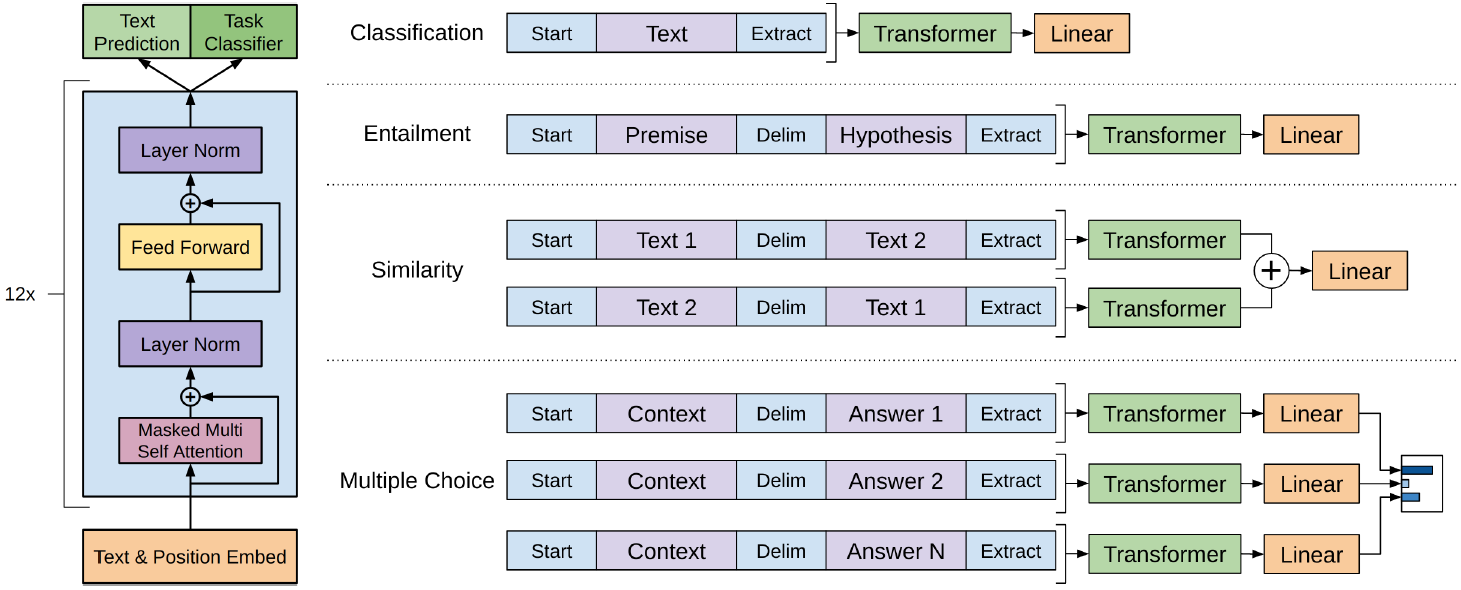 Text
Prediction
Task
Classifier
12x
Layer Norm
Feed Forward
Layer Norm
Masked Multi
Self Attention
Text & Position Embed
Classification
Start Text Extract Transformer Linear
Entailment
Start Premise Delim Hypothesis Extract Transformer Linear
Similarity
Start Text 1 Delim Text 2 Extract Transformer
Start Text 2 Delim Text 1 Extract Transformer
Linear
Multiple Choice
Start Context Delim Answer 1 Extract Transformer Linear
Start Context Delim Answer 2 Extract Transformer Linear
Start Context Delim Answer N Extract Transformer Linear